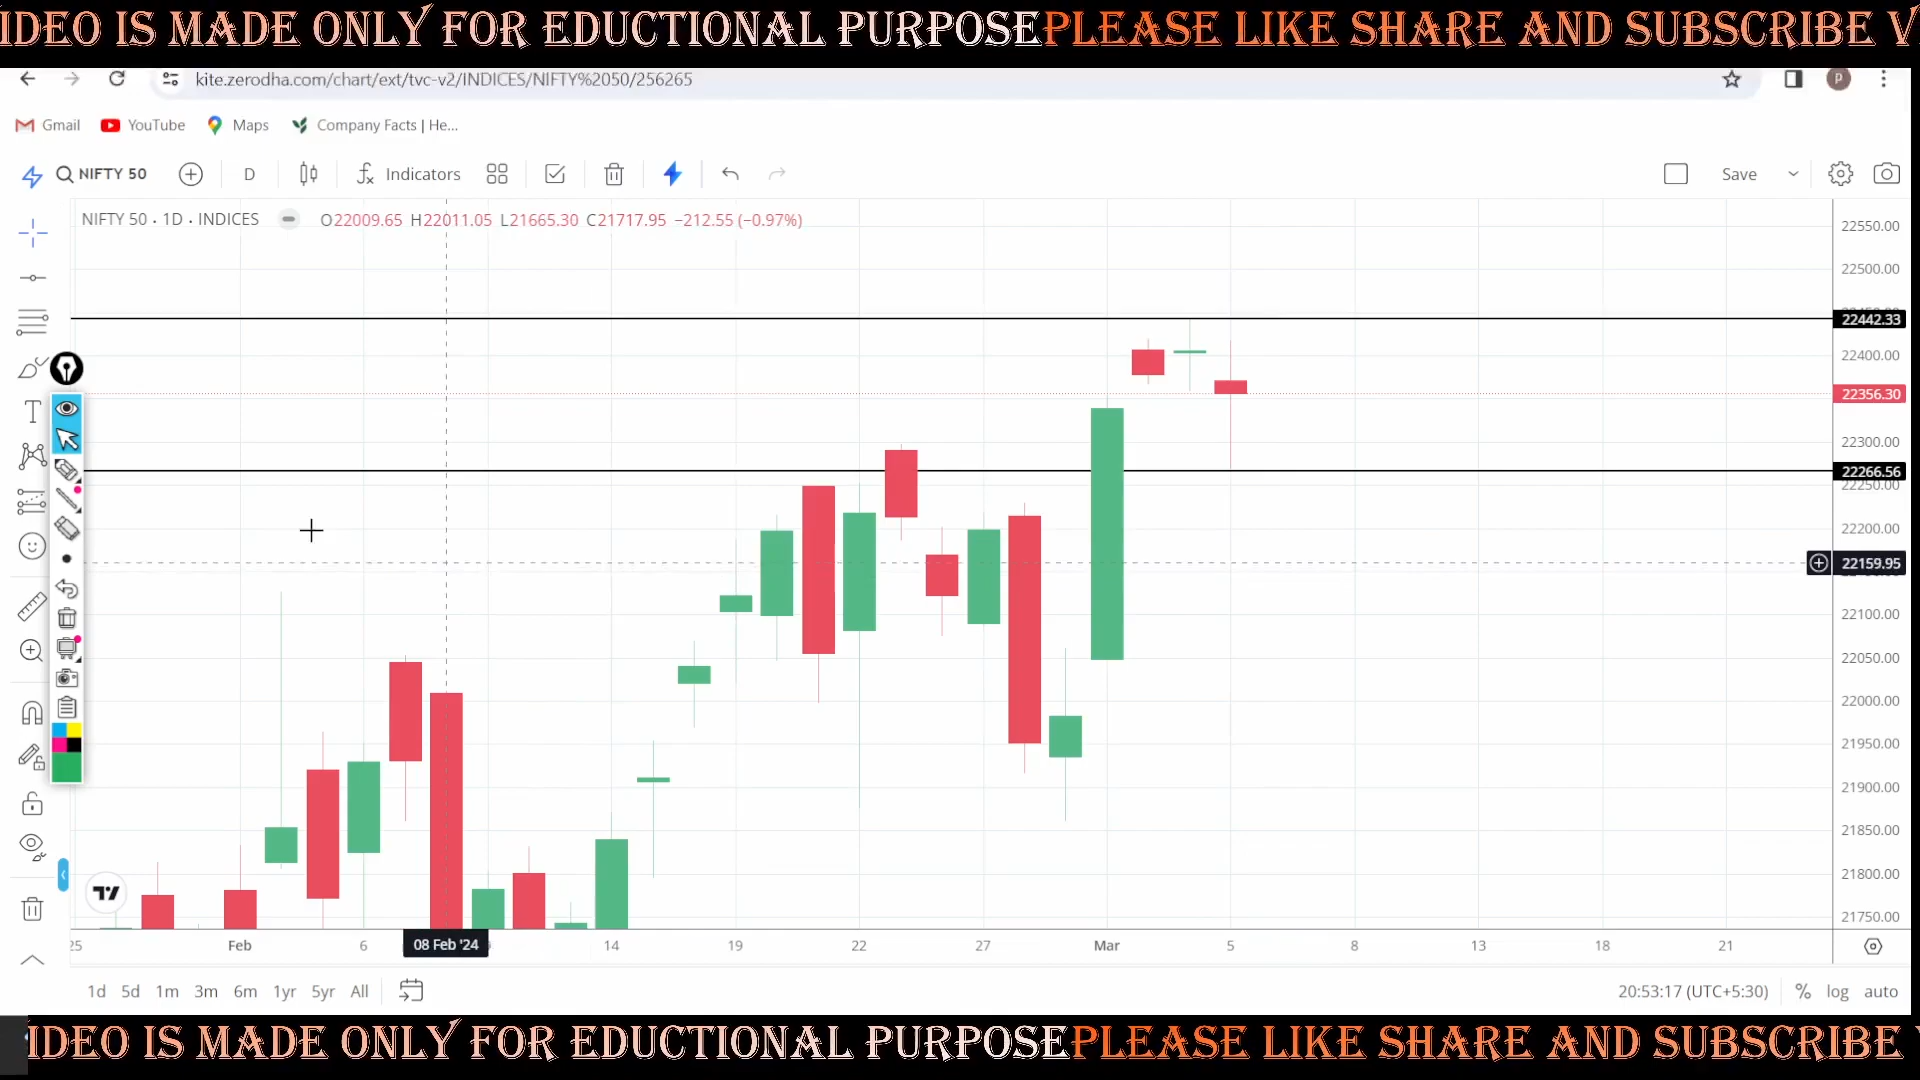 IDEO IS MADE ONLY FOR EDUCTIONAL PURPOSEPLEASE LIKE SHARE AND SUBSCRIBE V
kite.zerodha.com/chart/ext/tvc-v2/INDICES/NIFTY%2050/256265
P
Gmail YouTube Maps Company Facts | He...
NIFTY 50 D Indicators Save
NIFTY 50 · 1D · INDICES O22009.65 H22011.05 L21665.30 C21717.95 −212.55 (−0.97%)
22550.00
22500.00
22442.33
22400.00
22356.30
22300.00
22266.56
22250.00
22200.00
22159.95
22100.00
22050.00
22000.00
21950.00
21900.00
21850.00
21800.00
21750.00
25 Feb 6 08 Feb '24 14 19 22 27 Mar 5 8 13 18 21
1d 5d 1m 3m 6m 1yr 5yr All 20:53:17 (UTC+5:30) % log auto
IDEO IS MADE ONLY FOR EDUCTIONAL PURPOSEPLEASE LIKE SHARE AND SUBSCRIBE